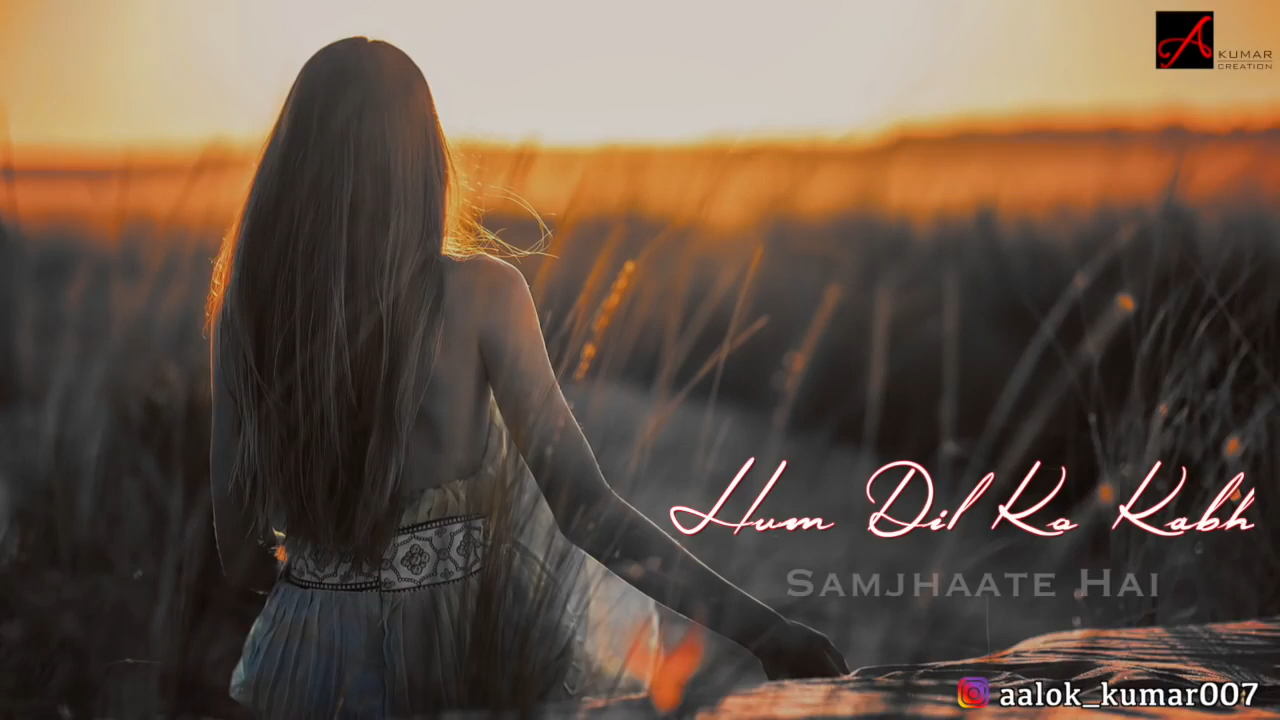 A
KUMAR
CREATION
Hum Dil Ko Kabh
SAMJHAATE HAI
aalok_kumar007